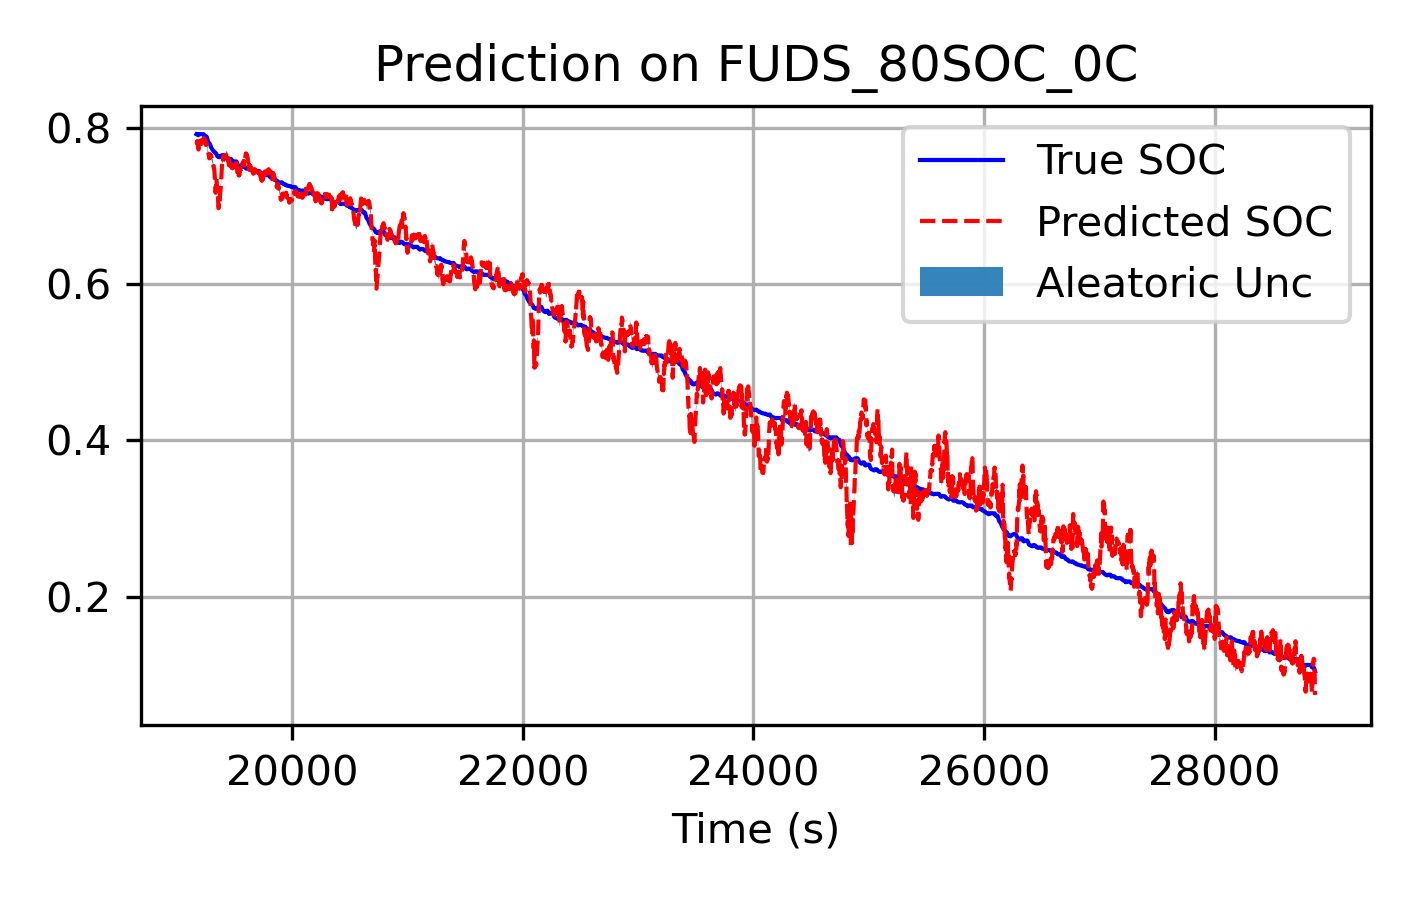 Prediction on FUDS_80SOC_0C
0.8
0.6
0.4
0.2
True SOC
Predicted SOC
Aleatoric Unc
20000 22000 24000 26000 28000
Time (s)